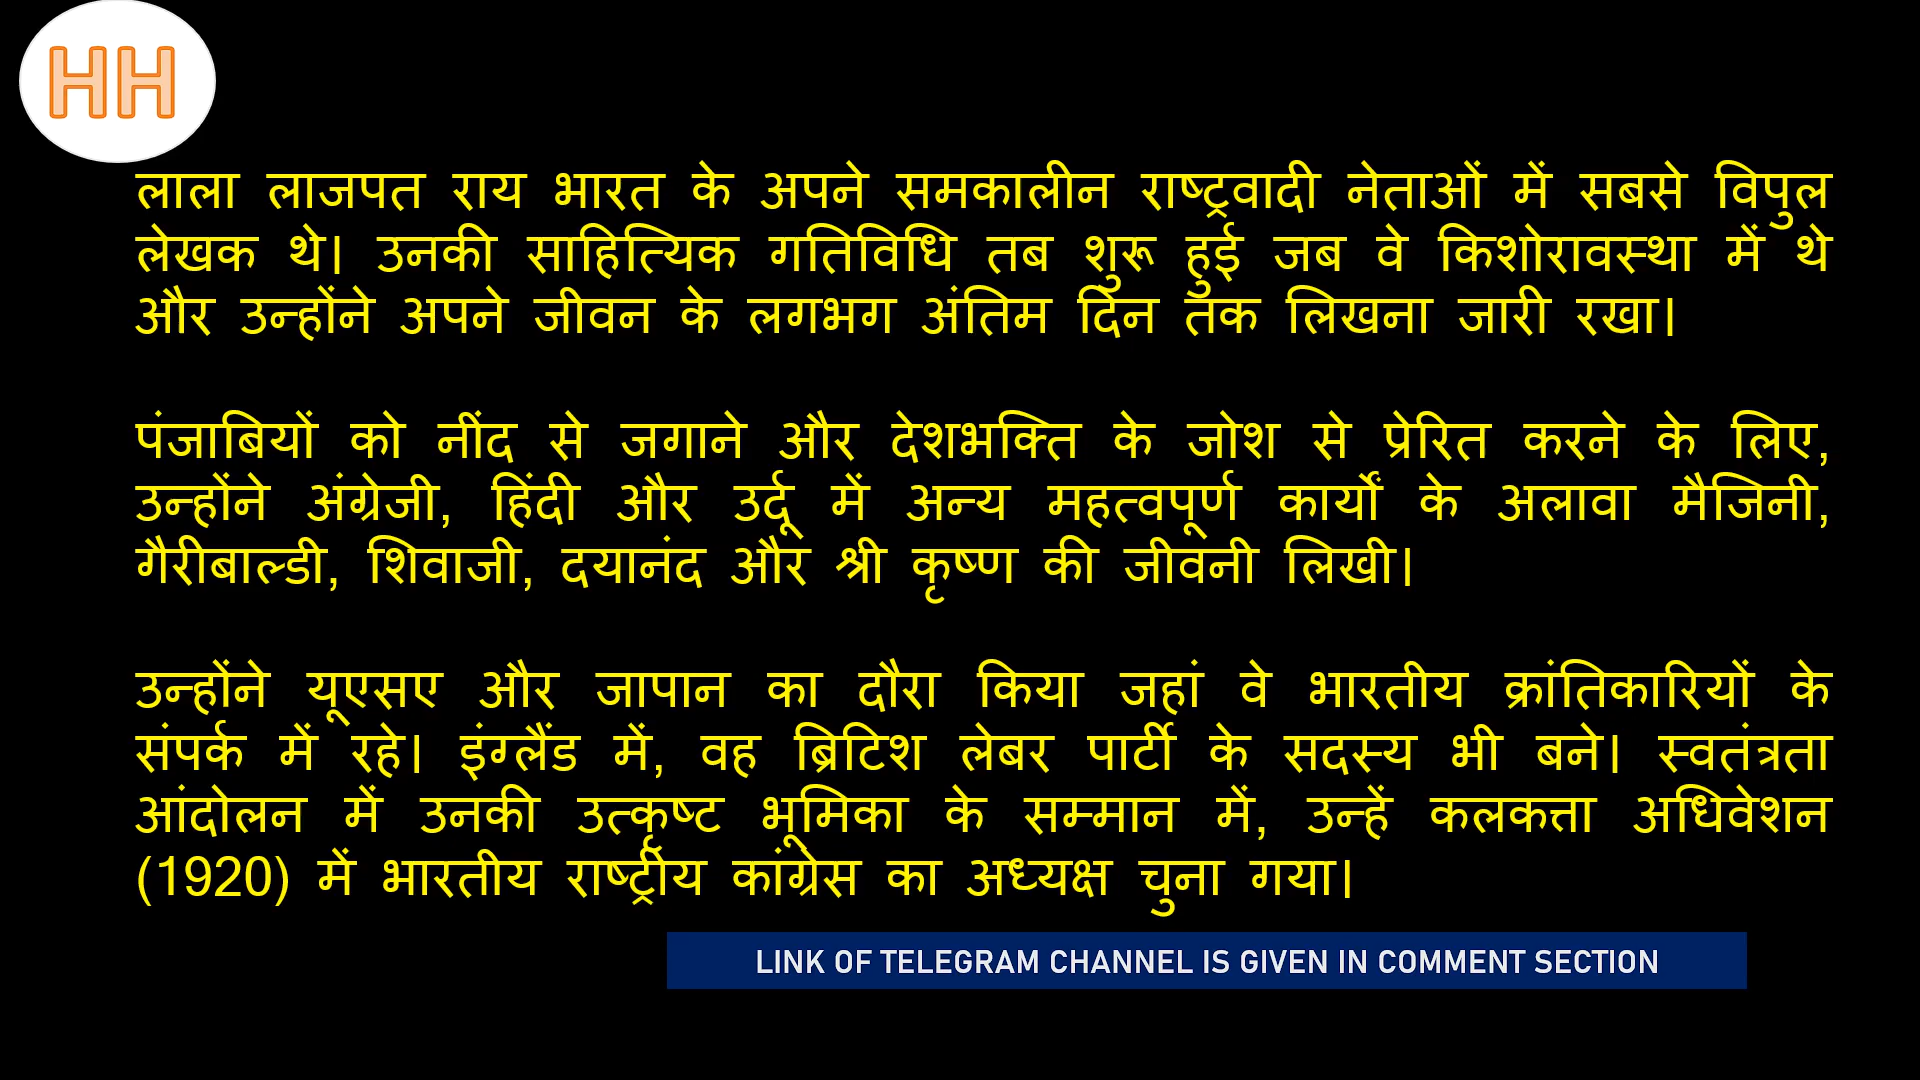 HH
लाला लाजपत राय भारत के अपने समकालीन राष्ट्रवादी नेताओं में सबसे विपुल
लेखक थे। उनकी साहित्यिक गतिविधि तब शुरू हुई जब वे किशोरावस्था में थे
और उन्होंने अपने जीवन के लगभग अंतिम दिन तक लिखना जारी रखा।
पंजाबियों को नींद से जगाने और देशभक्ति के जोश से प्रेरित करने के लिए,
उन्होंने अंग्रेजी, हिंदी और उर्दू में अन्य महत्वपूर्ण कार्यों के अलावा मैजिनी,
गैरीबाल्डी, शिवाजी, दयानंद और श्री कृष्ण की जीवनी लिखी।
उन्होंने यूएसए और जापान का दौरा किया जहां वे भारतीय क्रांतिकारियों के
संपर्क में रहे। इंग्लैंड में, वह ब्रिटिश लेबर पार्टी के सदस्य भी बने। स्वतंत्रता
आंदोलन में उनकी उत्कृष्ट भूमिका के सम्मान में, उन्हें कलकत्ता अधिवेशन
(1920) में भारतीय राष्ट्रीय कांग्रेस का अध्यक्ष चुना गया।
LINK OF TELEGRAM CHANNEL IS GIVEN IN COMMENT SECTION